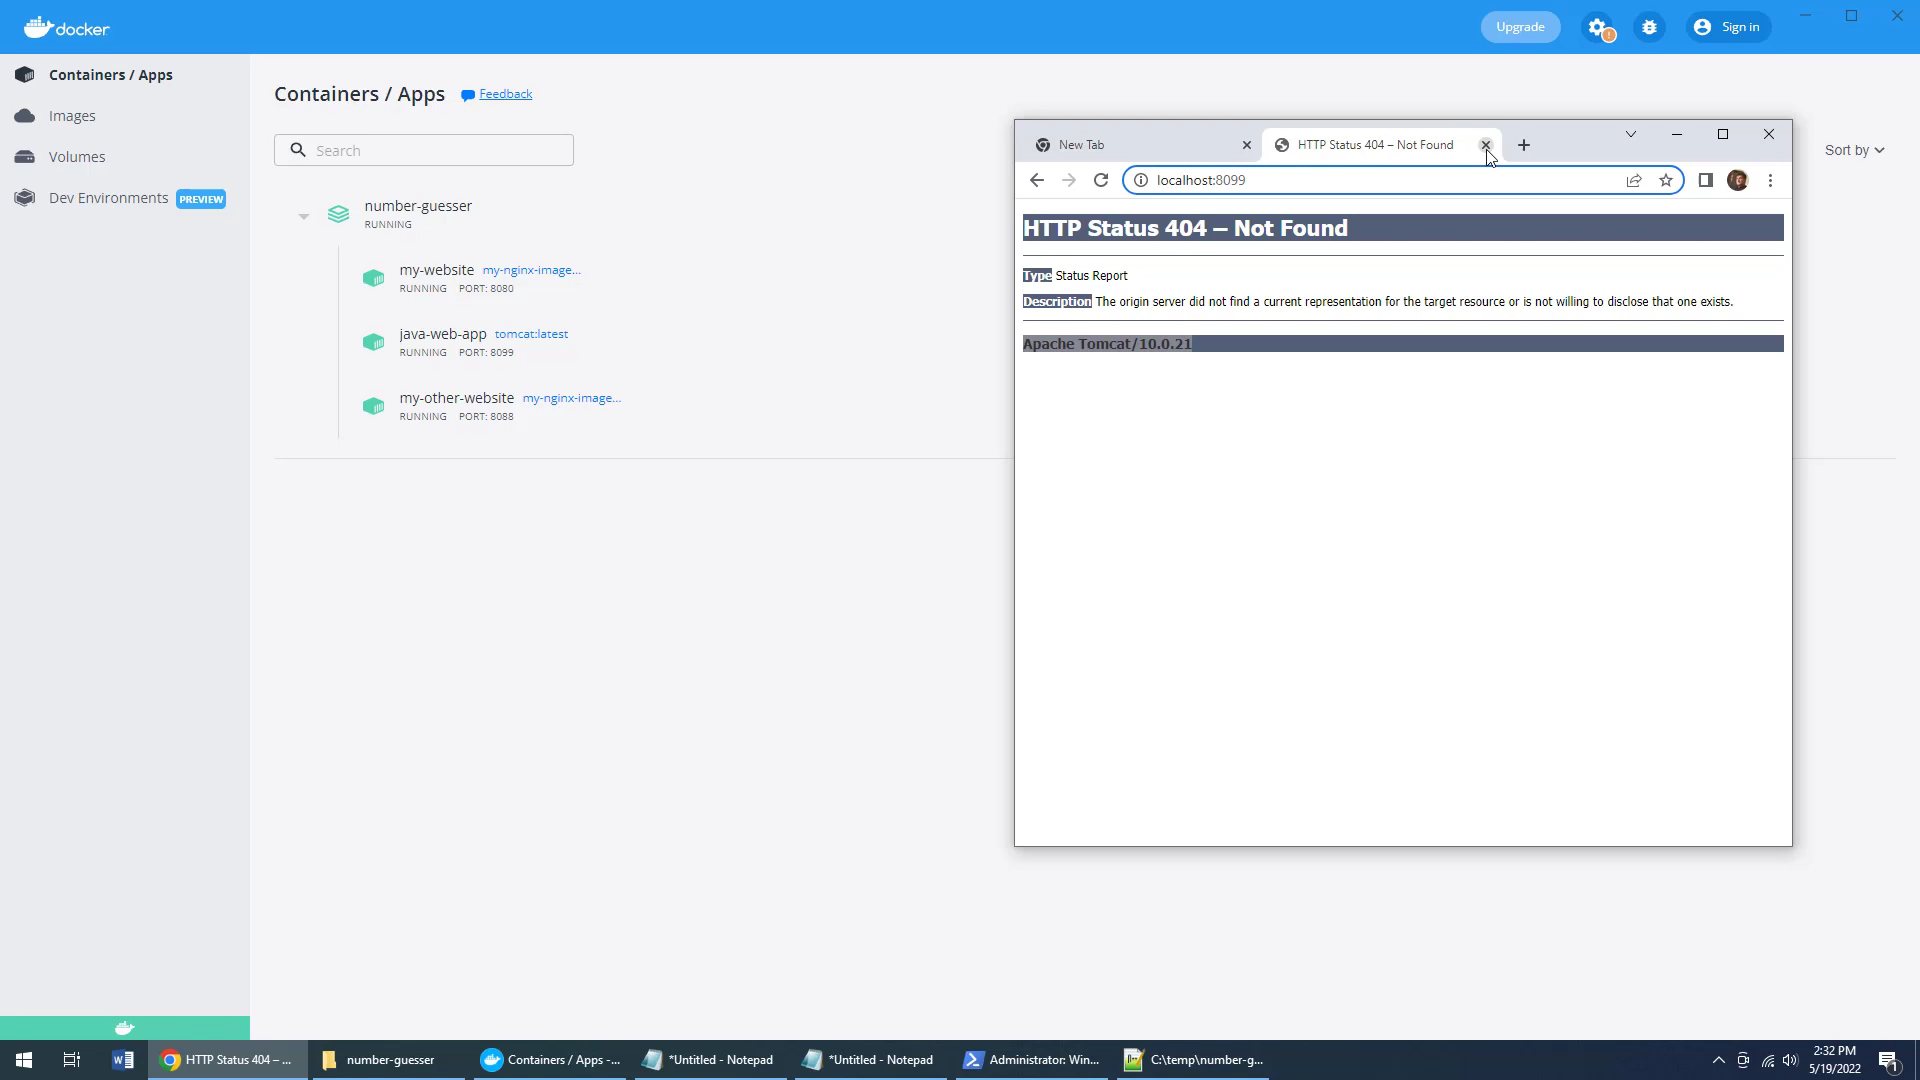 docker
Upgrade
Sign in
Containers / Apps
Images
Volumes
Dev Environments PREVIEW
Containers / Apps Feedback
Search
Sort by
number-guesser
RUNNING
my-website my-nginx-image...
RUNNING PORT: 8080
java-web-app tomcat:latest
RUNNING PORT: 8099
my-other-website my-nginx-image...
RUNNING PORT: 8088
New Tab
HTTP Status 404 – Not Found
localhost:8099
HTTP Status 404 – Not Found
Type Status Report
Description The origin server did not find a current representation for the target resource or is not willing to disclose that one exists.
Apache Tomcat/10.0.21
HTTP Status 404 – ...
number-guesser
Containers / Apps -...
*Untitled - Notepad
*Untitled - Notepad
Administrator: Win...
C:\temp\number-g...
2:32 PM
5/19/2022
1